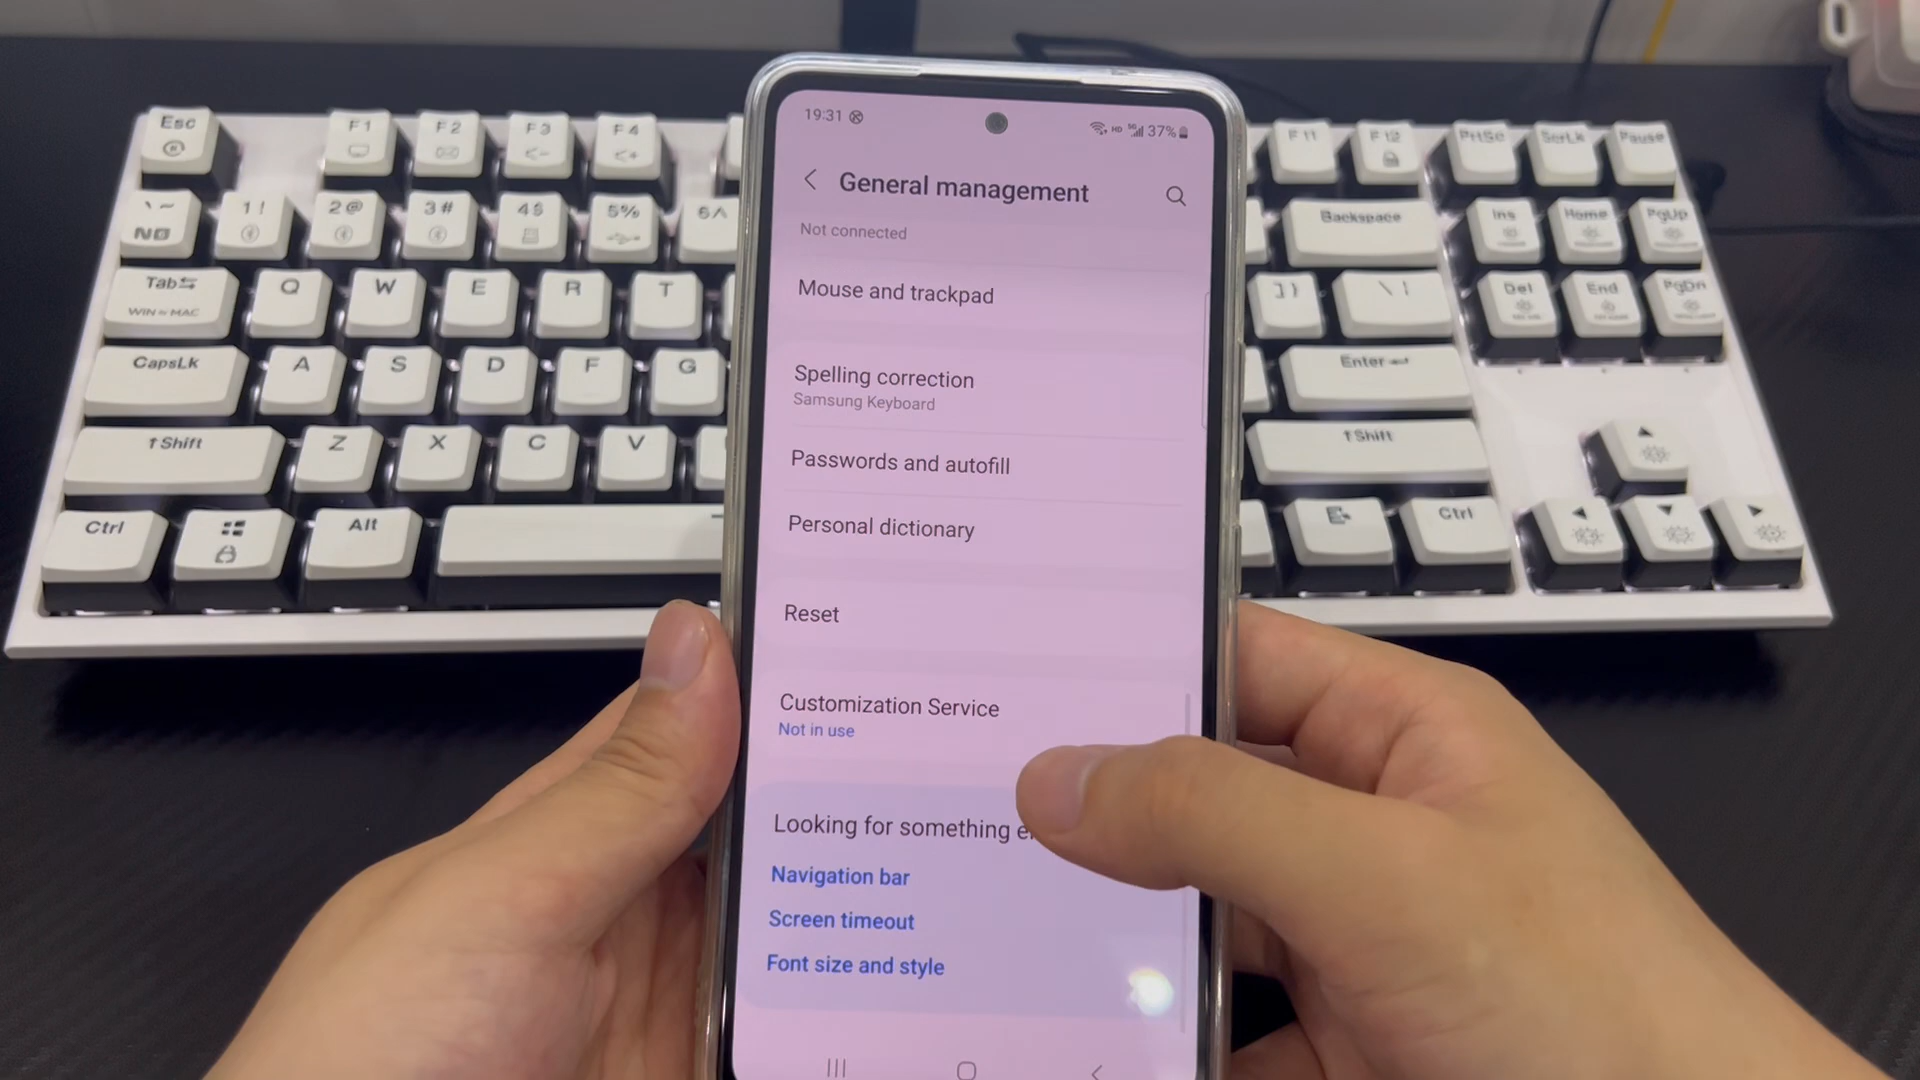 19:31
HD 5G 37%
General management
Not connected
Mouse and trackpad
Spelling correction
Samsung Keyboard
Passwords and autofill
Personal dictionary
Reset
Customization Service
Not in use
Looking for something
Navigation bar
Screen timeout
Font size and style
Esc F1 F2 F3 F4
F11 F12 PrtSc ScrLk Pause
` ~ 1 ! 2 @ 3 # 4 $ 5 % 6 ^
Backspace Ins Home PgUp
Tab Q W E R T
WIN MAC
] } \ | Del End PgDn
CapsLk A S D F G
Enter
Shift Z X C V
Shift
Ctrl Alt
Ctrl